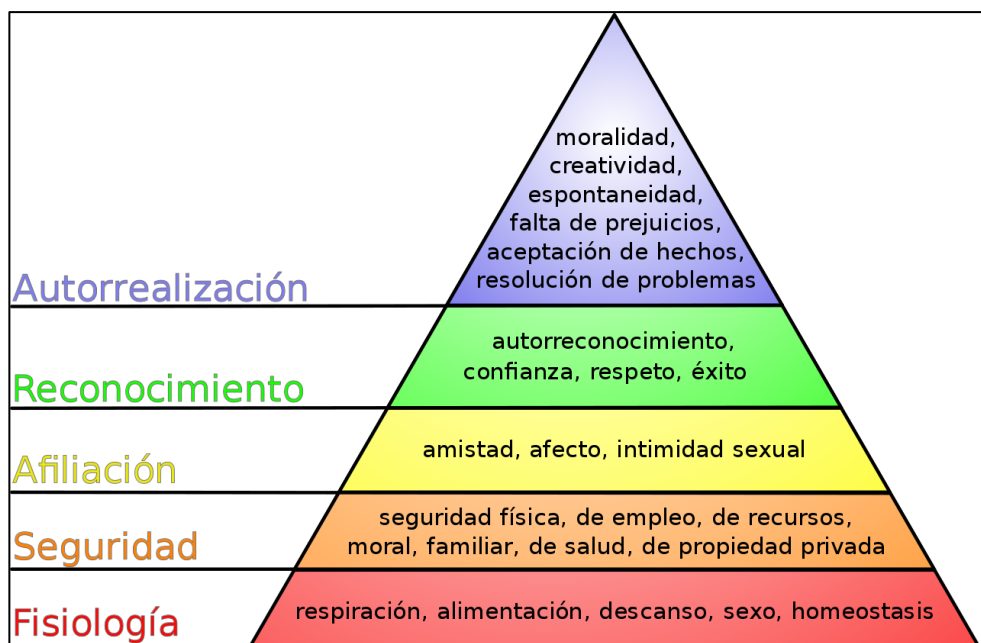 moralidad,
creatividad,
espontaneidad,
falta de prejuicios,
aceptación de hechos,
resolución de problemas
Autorrealización
autorreconocimiento,
confianza, respeto, éxito
Reconocimiento
amistad, afecto, intimidad sexual
Afiliación
seguridad física, de empleo, de recursos,
moral, familiar, de salud, de propiedad privada
Seguridad
respiración, alimentación, descanso, sexo, homeostasis
Fisiología